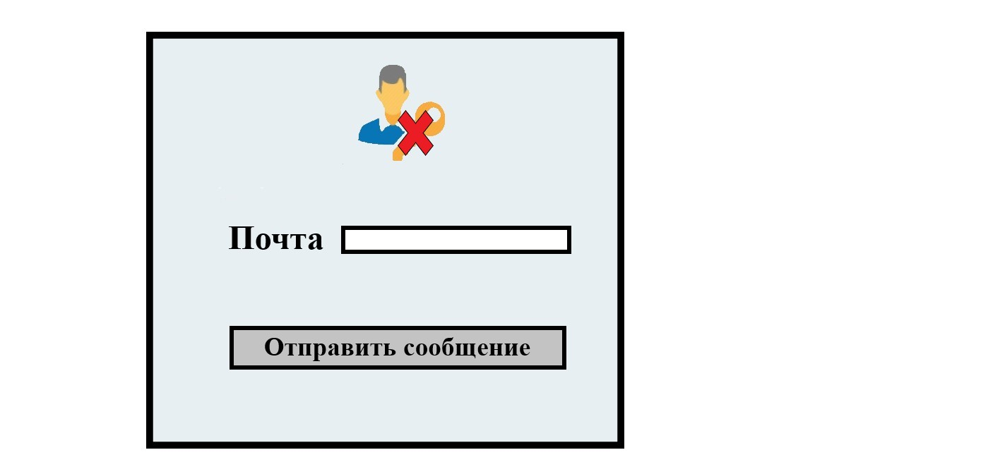 Почта
Отправить сообщение